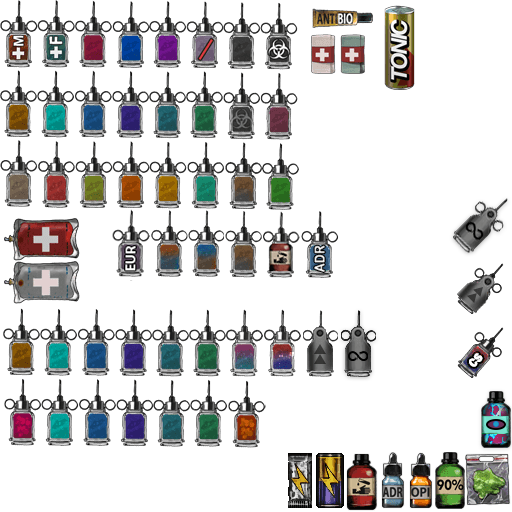 +M
+F
ANTIBIO
TONIC
EUR
ADR
&
ADR
OPI
90%